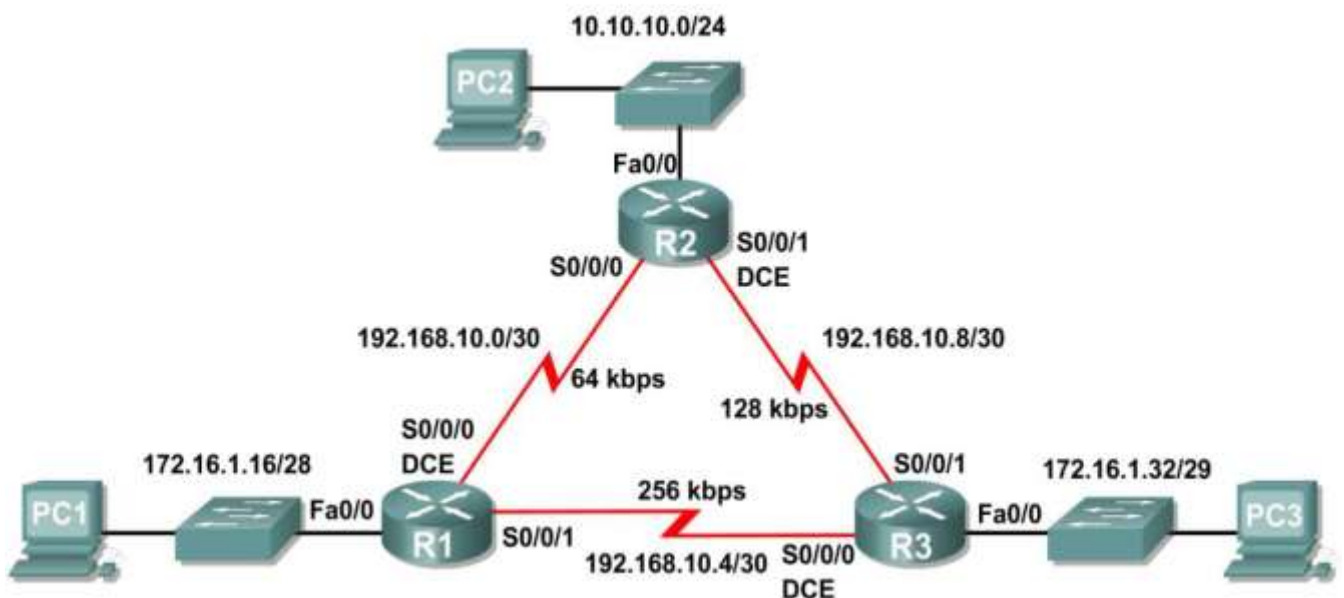 10.10.10.0/24
PC2
Fa0/0
R2
S0/0/1
DCE
S0/0/0
192.168.10.0/30
192.168.10.8/30
64 kbps
128 kbps
S0/0/0
DCE
S0/0/1
172.16.1.16/28
172.16.1.32/29
256 kbps
PC1
Fa0/0
R1
S0/0/1
192.168.10.4/30
S0/0/0
DCE
R3
Fa0/0
PC3